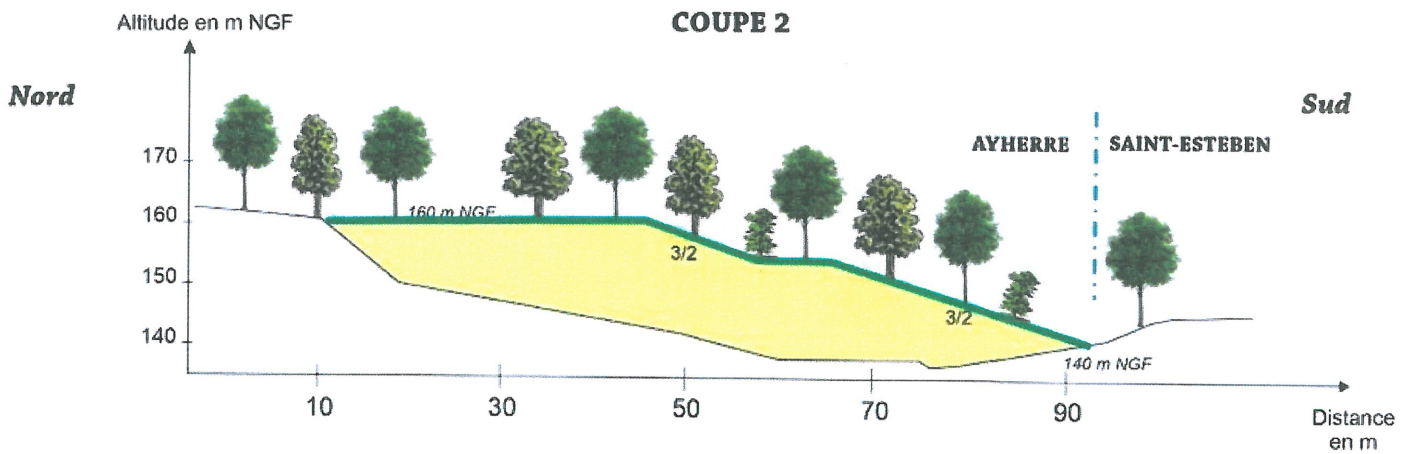 COUPE 2
Altitude en m NGF
Nord
Sud
AYHERRE
SAINT-ESTEBEN
170
160
160 m NGF
3/2
150
3/2
140
140 m NGF
10
30
50
70
90
Distance
en m